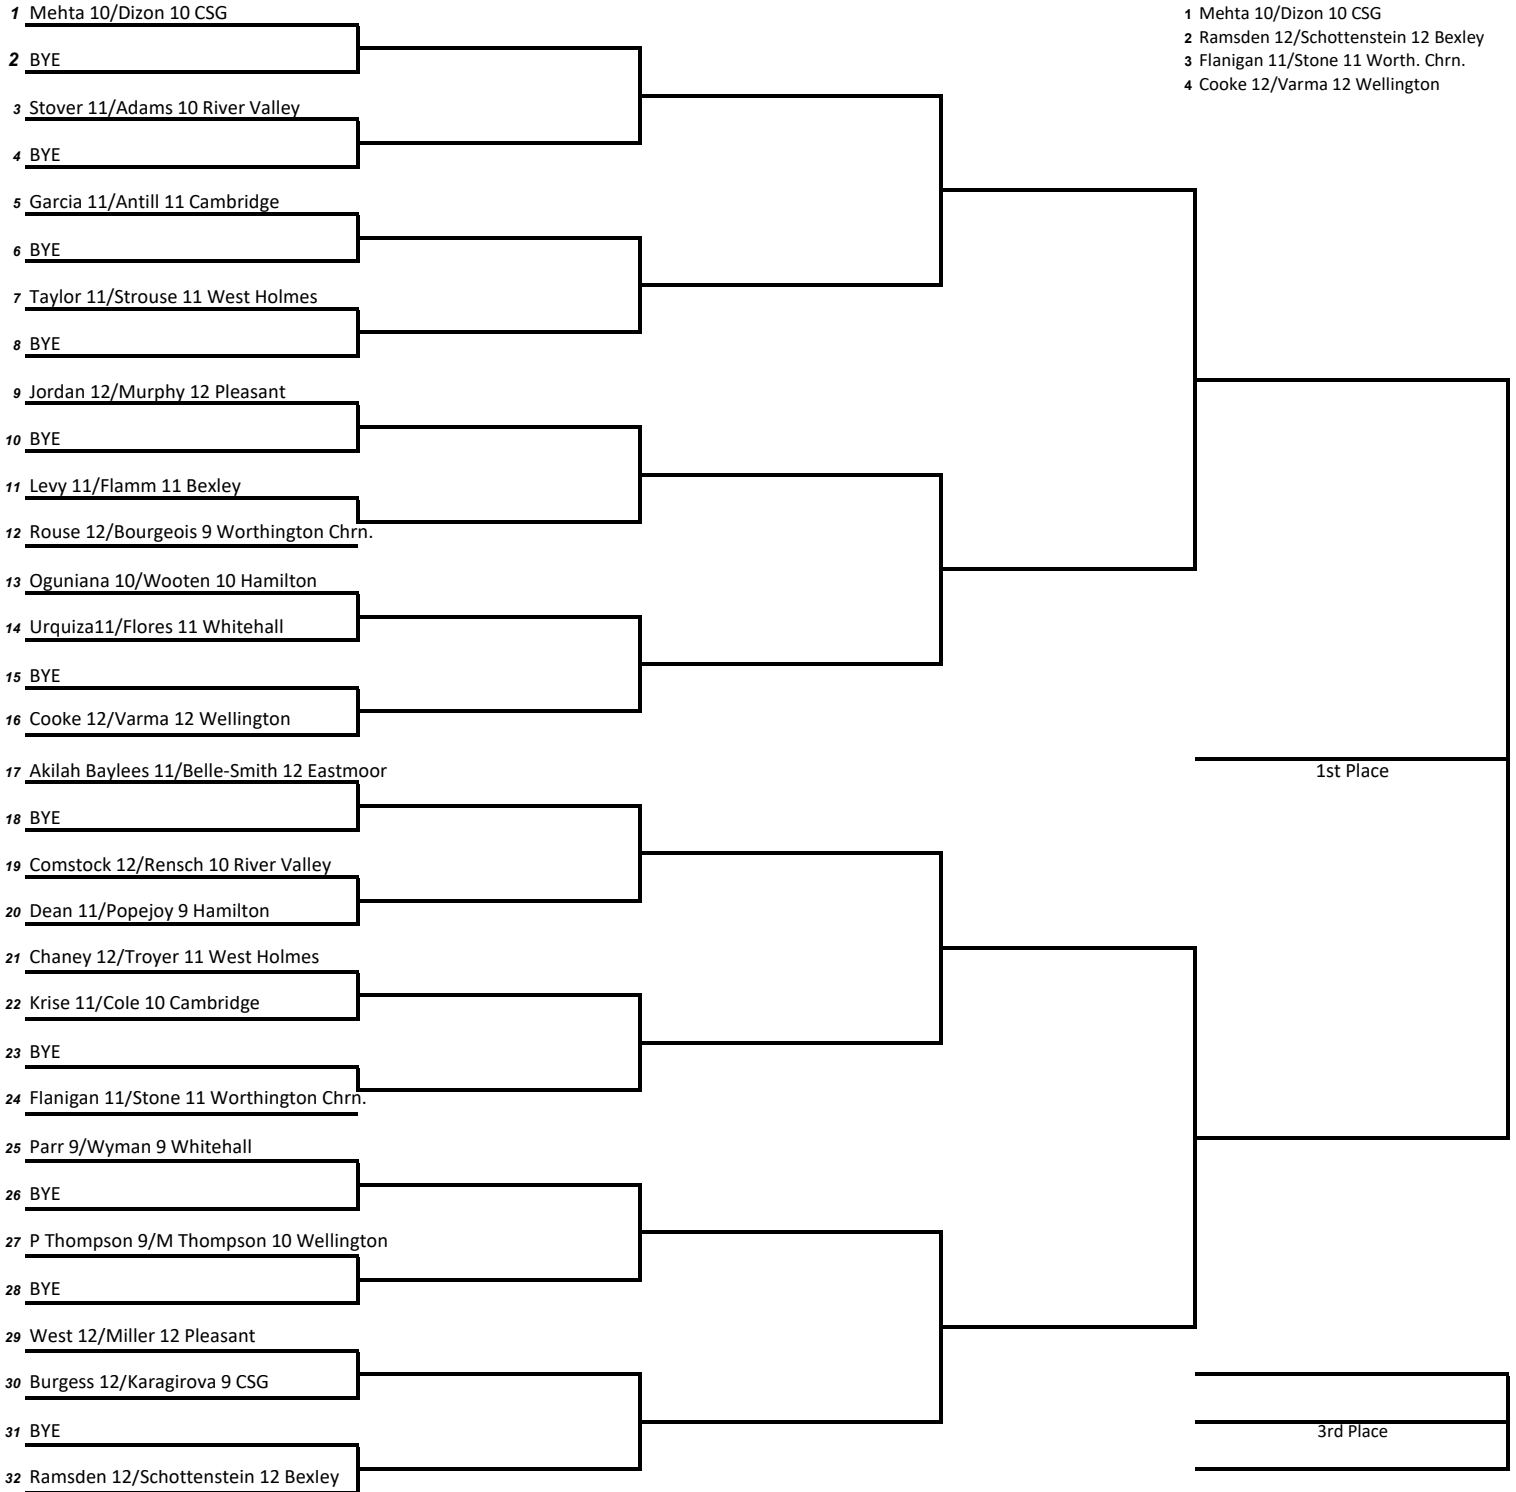 1 Mehta 10/Dizon 10 CSG
2 BYE
3 Stover 11/Adams 10 River Valley
4 BYE
5 Garcia 11/Antill 11 Cambridge
6 BYE
7 Taylor 11/Strouse 11 West Holmes
8 BYE
9 Jordan 12/Murphy 12 Pleasant
10 BYE
11 Levy 11/Flamm 11 Bexley
12 Rouse 12/Bourgeois 9 Worthington Chrn.
13 Oguniana 10/Wooten 10 Hamilton
14 Urquiza11/Flores 11 Whitehall
15 BYE
16 Cooke 12/Varma 12 Wellington
17 Akilah Baylees 11/Belle-Smith 12 Eastmoor
18 BYE
19 Comstock 12/Rensch 10 River Valley
20 Dean 11/Popejoy 9 Hamilton
21 Chaney 12/Troyer 11 West Holmes
22 Krise 11/Cole 10 Cambridge
23 BYE
24 Flanigan 11/Stone 11 Worthington Chrn.
25 Parr 9/Wyman 9 Whitehall
26 BYE
27 P Thompson 9/M Thompson 10 Wellington
28 BYE
29 West 12/Miller 12 Pleasant
30 Burgess 12/Karagirova 9 CSG
31 BYE
32 Ramsden 12/Schottenstein 12 Bexley
1 Mehta 10/Dizon 10 CSG
2 Ramsden 12/Schottenstein 12 Bexley
3 Flanigan 11/Stone 11 Worth. Chrn.
4 Cooke 12/Varma 12 Wellington
1st Place
3rd Place